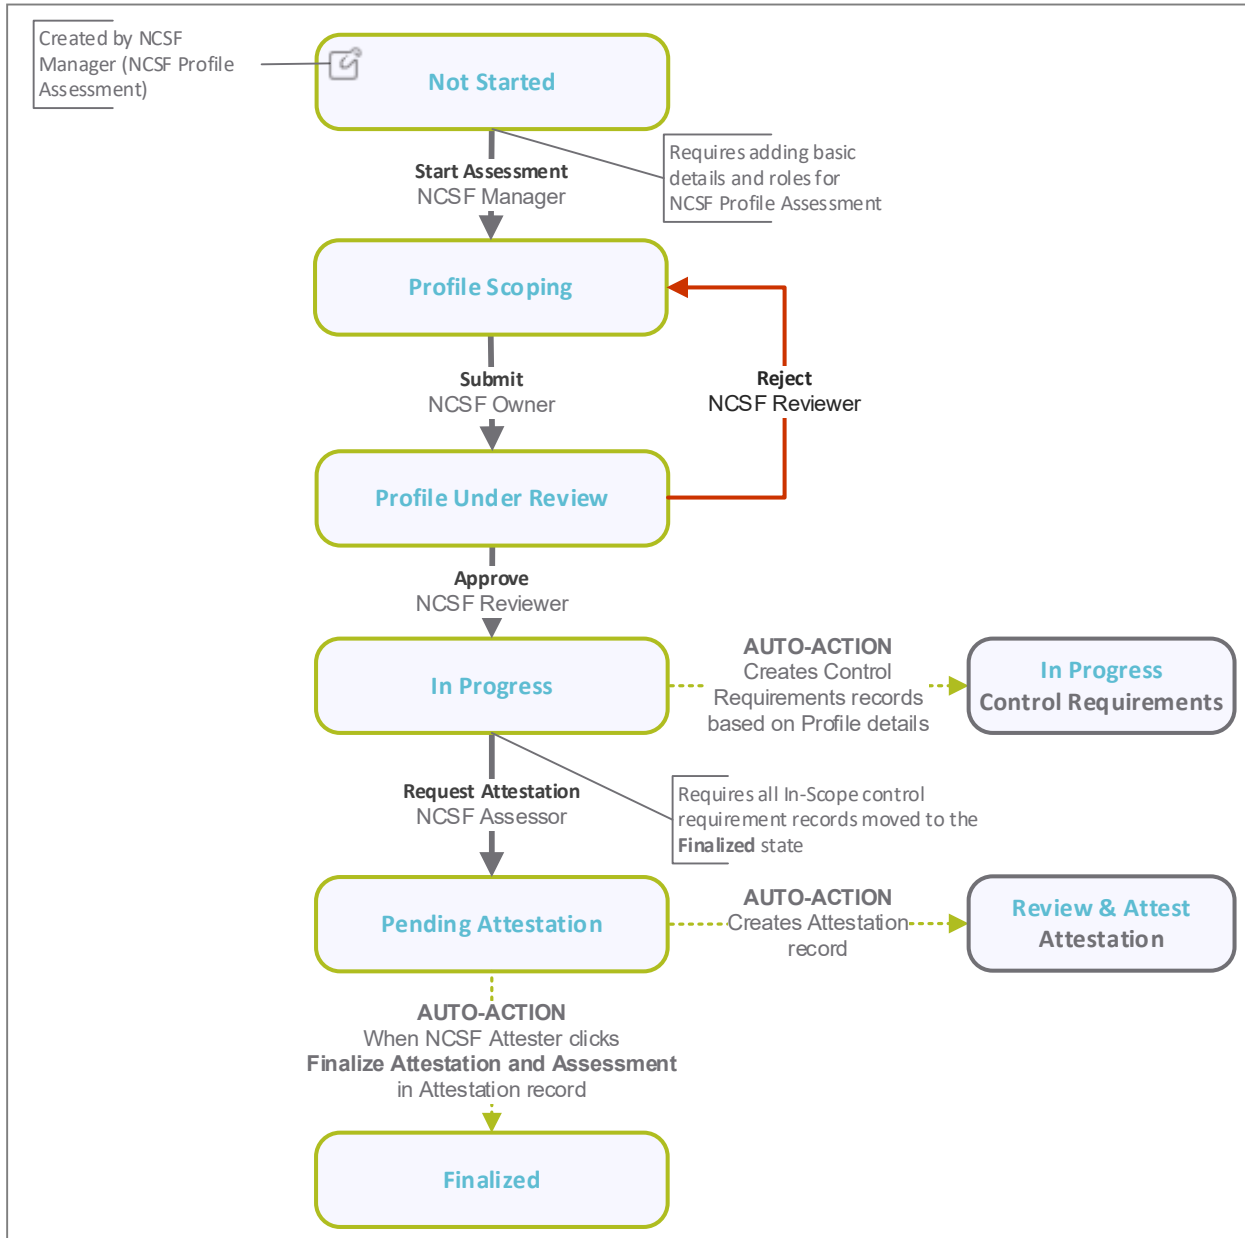 Created by NCSF
Manager (NCSF Profile
Assessment)
Not Started
Start Assessment
NCSF Manager
Requires adding basic
details and roles for
NCSF Profile Assessment
Profile Scoping
Submit
NCSF Owner
Reject
NCSF Reviewer
Profile Under Review
Approve
NCSF Reviewer
In Progress
AUTO-ACTION
Creates Control
Requirements records
based on Profile details
In Progress
Control Requirements
Request Attestation
NCSF Assessor
Requires all In-Scope control
requirement records moved to the
Finalized state
Pending Attestation
AUTO-ACTION
Creates Attestation
record
Review & Attest
Attestation
AUTO-ACTION
When NCSF Attester clicks
Finalize Attestation and Assessment
in Attestation record
Finalized